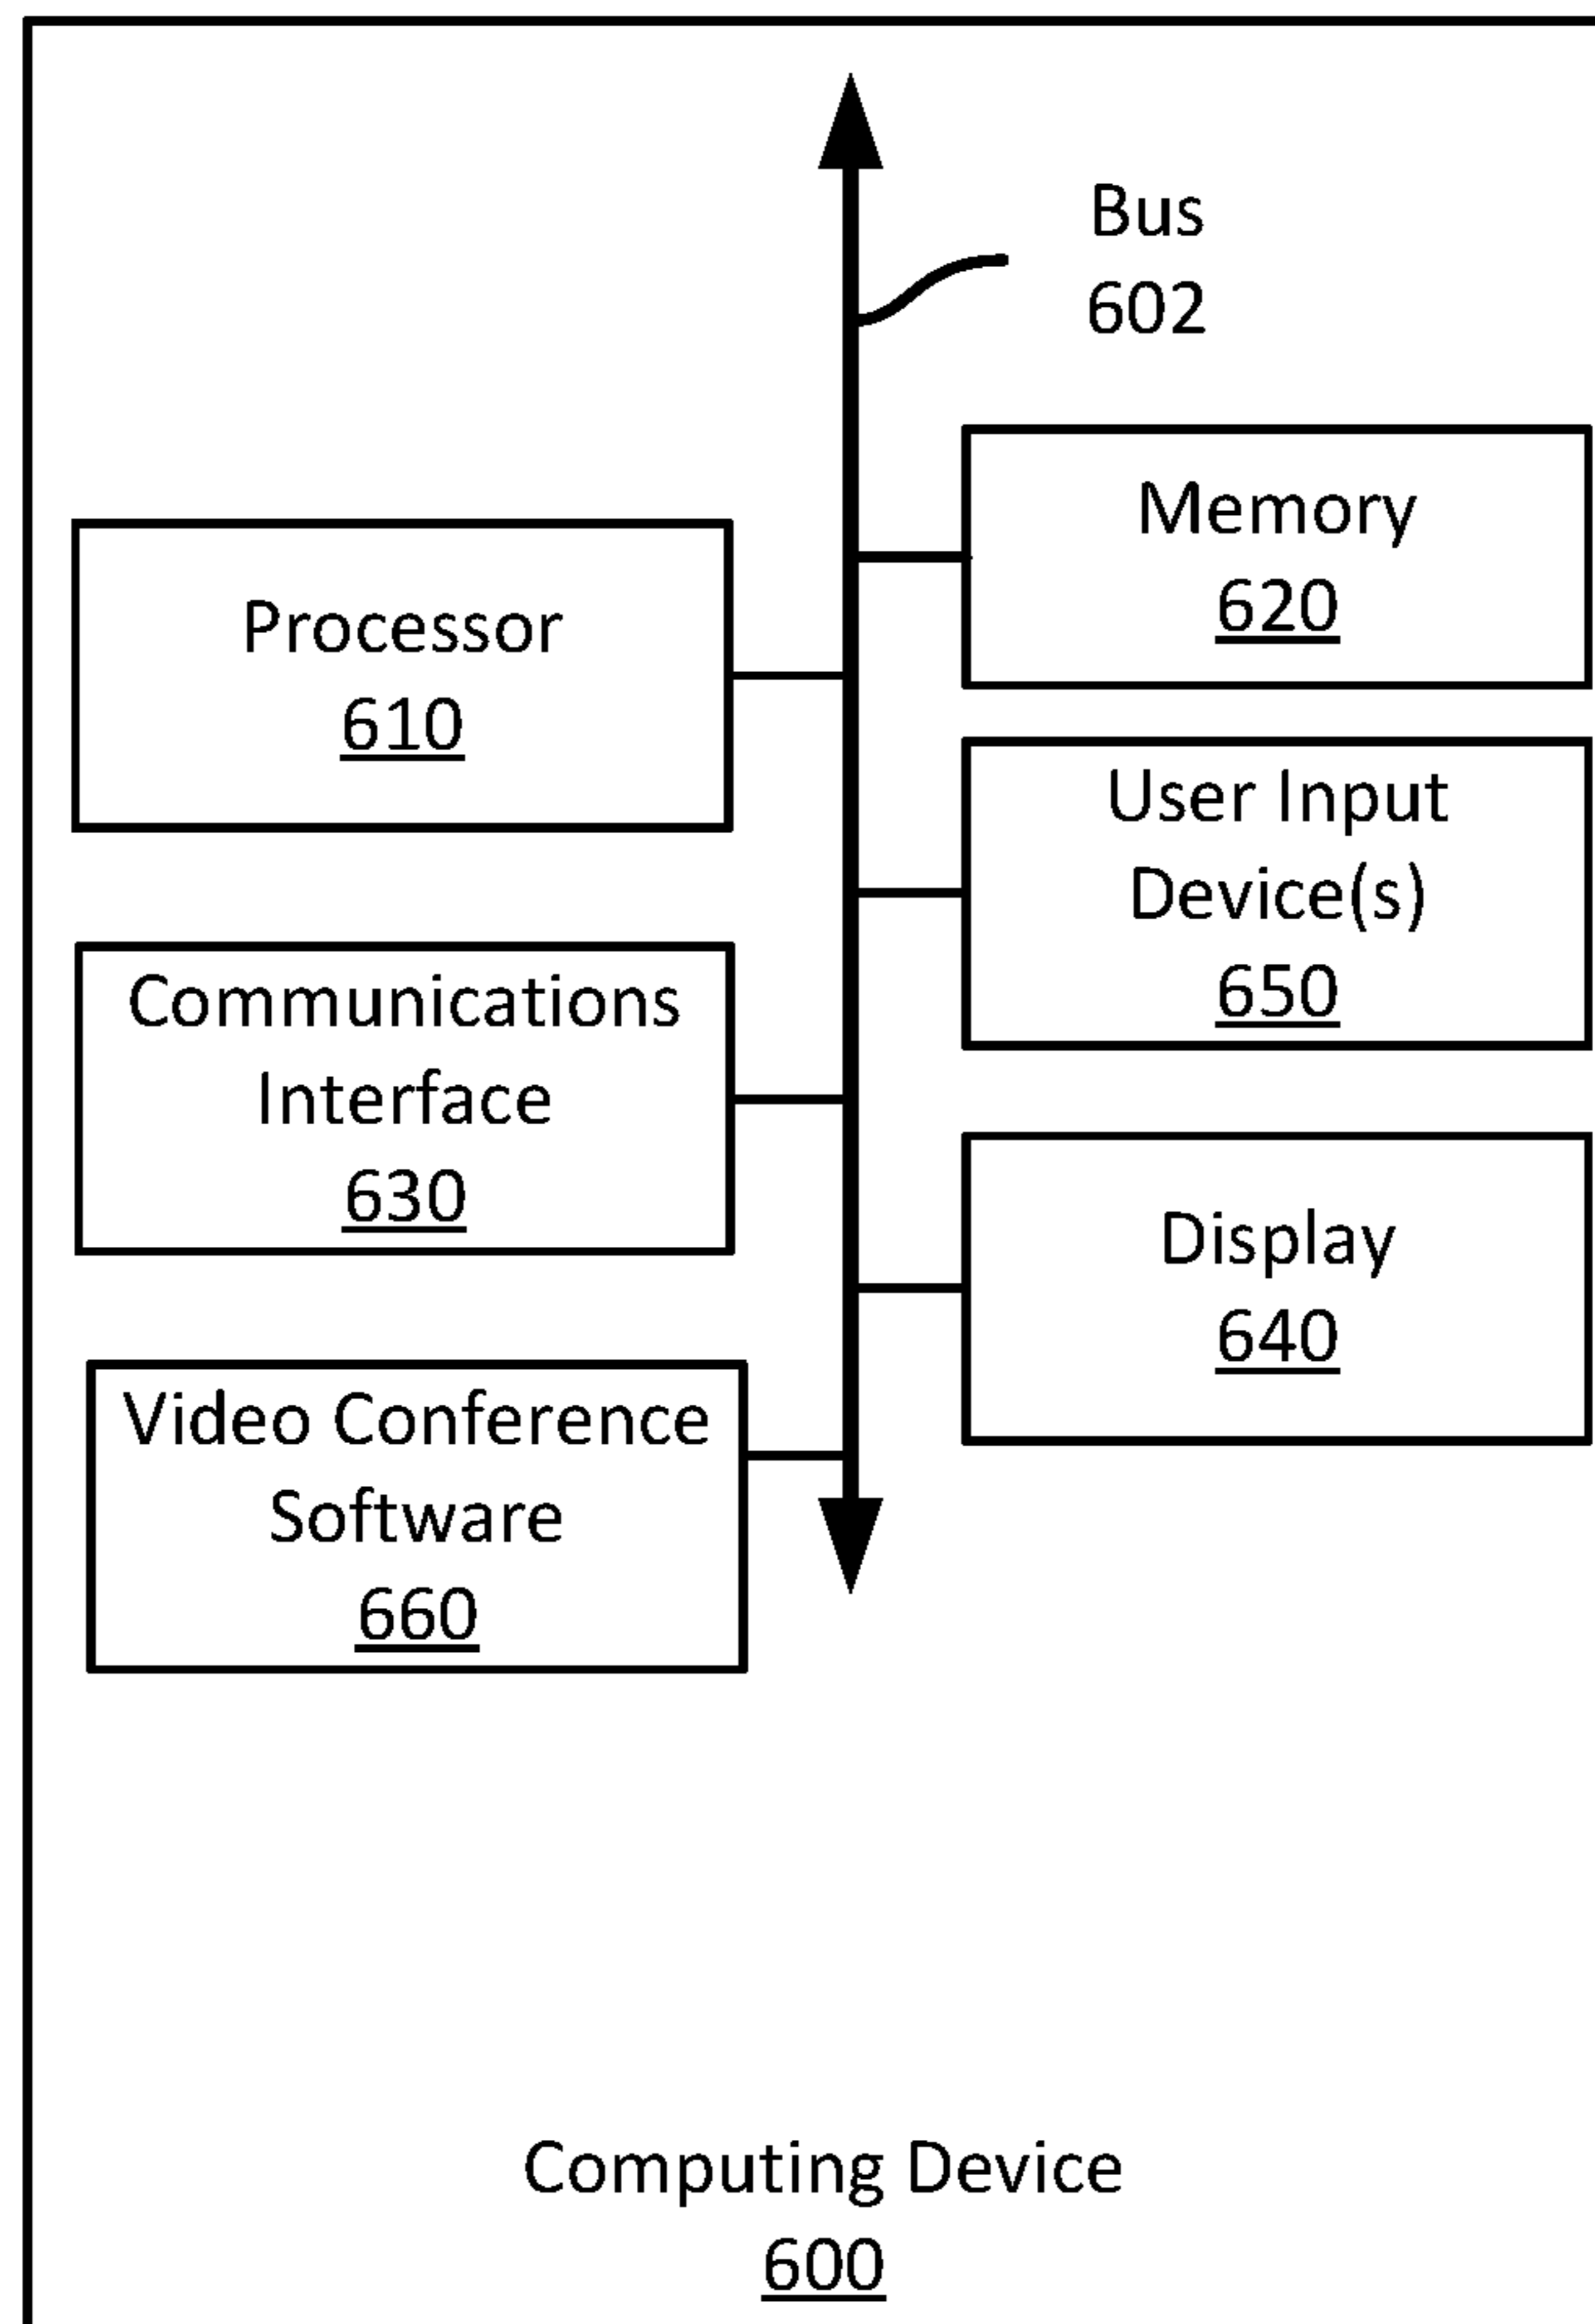 Bus
602
Memory
620
Processor
610
User Input
Device(s)
650
Communications
Interface
630
Display
640
Video Conference
Software
660
Computing Device
600